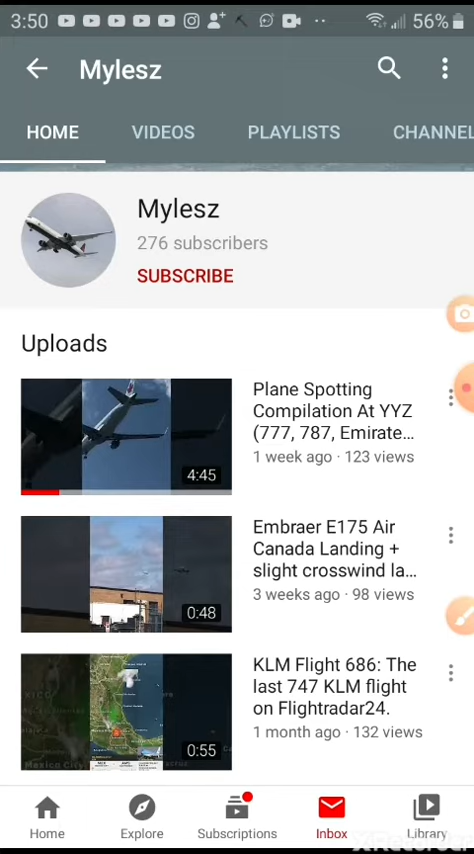 3:50
56%
Mylesz
HOME VIDEOS PLAYLISTS CHANNEL
Mylesz
276 subscribers
SUBSCRIBE
Uploads
Plane Spotting
Compilation At YYZ
(777, 787, Emirate...
1 week ago · 123 views
4:45
Embraer E175 Air
Canada Landing +
slight crosswind la...
3 weeks ago · 98 views
0:48
KLM Flight 686: The
last 747 KLM flight
on Flightradar24.
1 month ago · 132 views
0:55
Mexico City
Home Explore Subscriptions Inbox Library
XRecorder